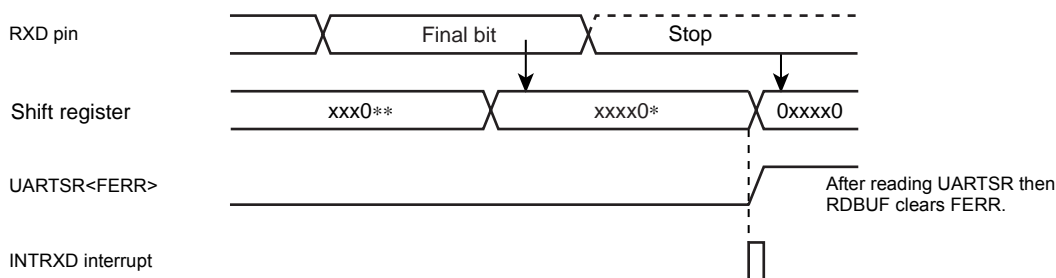 RXD pin
Final bit
Stop
Shift register
xxx0**
xxxx0*
0xxxx0
UARTSR<FERR>
After reading UARTSR then
RDBUF clears FERR.
INTRXD interrupt